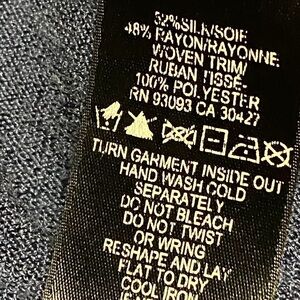 52% SILK/SOIE
48% RAYON/RAYONNE
WOVEN TRIM/
RUBAN TISSÉ-
100% POLYESTER
RN 93093 CA 30427
TURN GARMENT INSIDE OUT
HAND WASH COLD
SEPARATELY
DO NOT BLEACH
DO NOT TWIST
OR WRING
RESHAPE AND LAY
FLAT TO DRY
COOL IRON